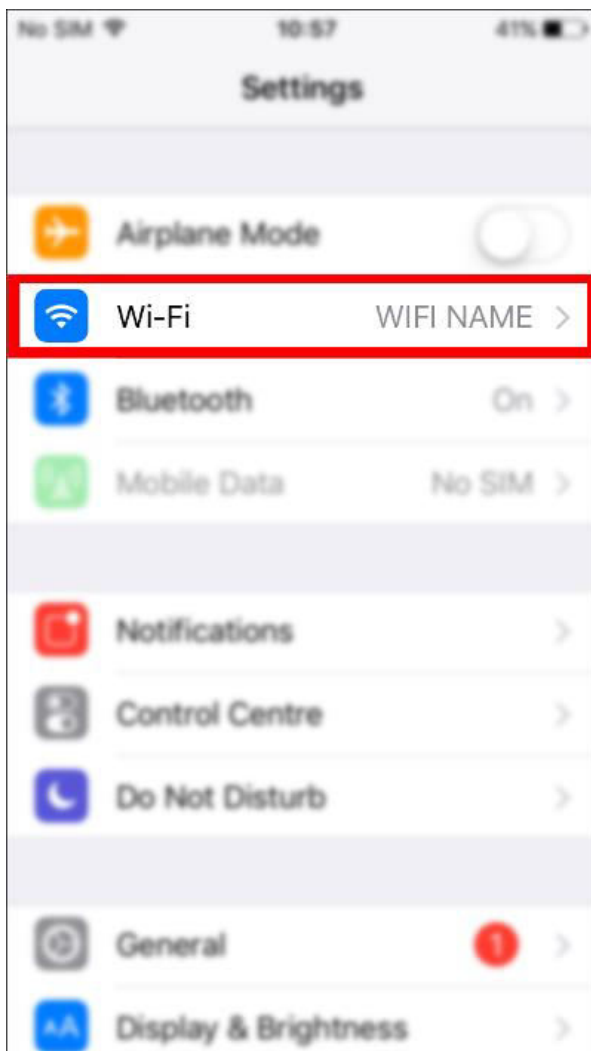 No SIM 10:57 41%
Settings
Airplane Mode
Wi-Fi WIFI NAME
Bluetooth On
Mobile Data No SIM
Notifications
Control Centre
Do Not Disturb
General 1
AA Display & Brightness